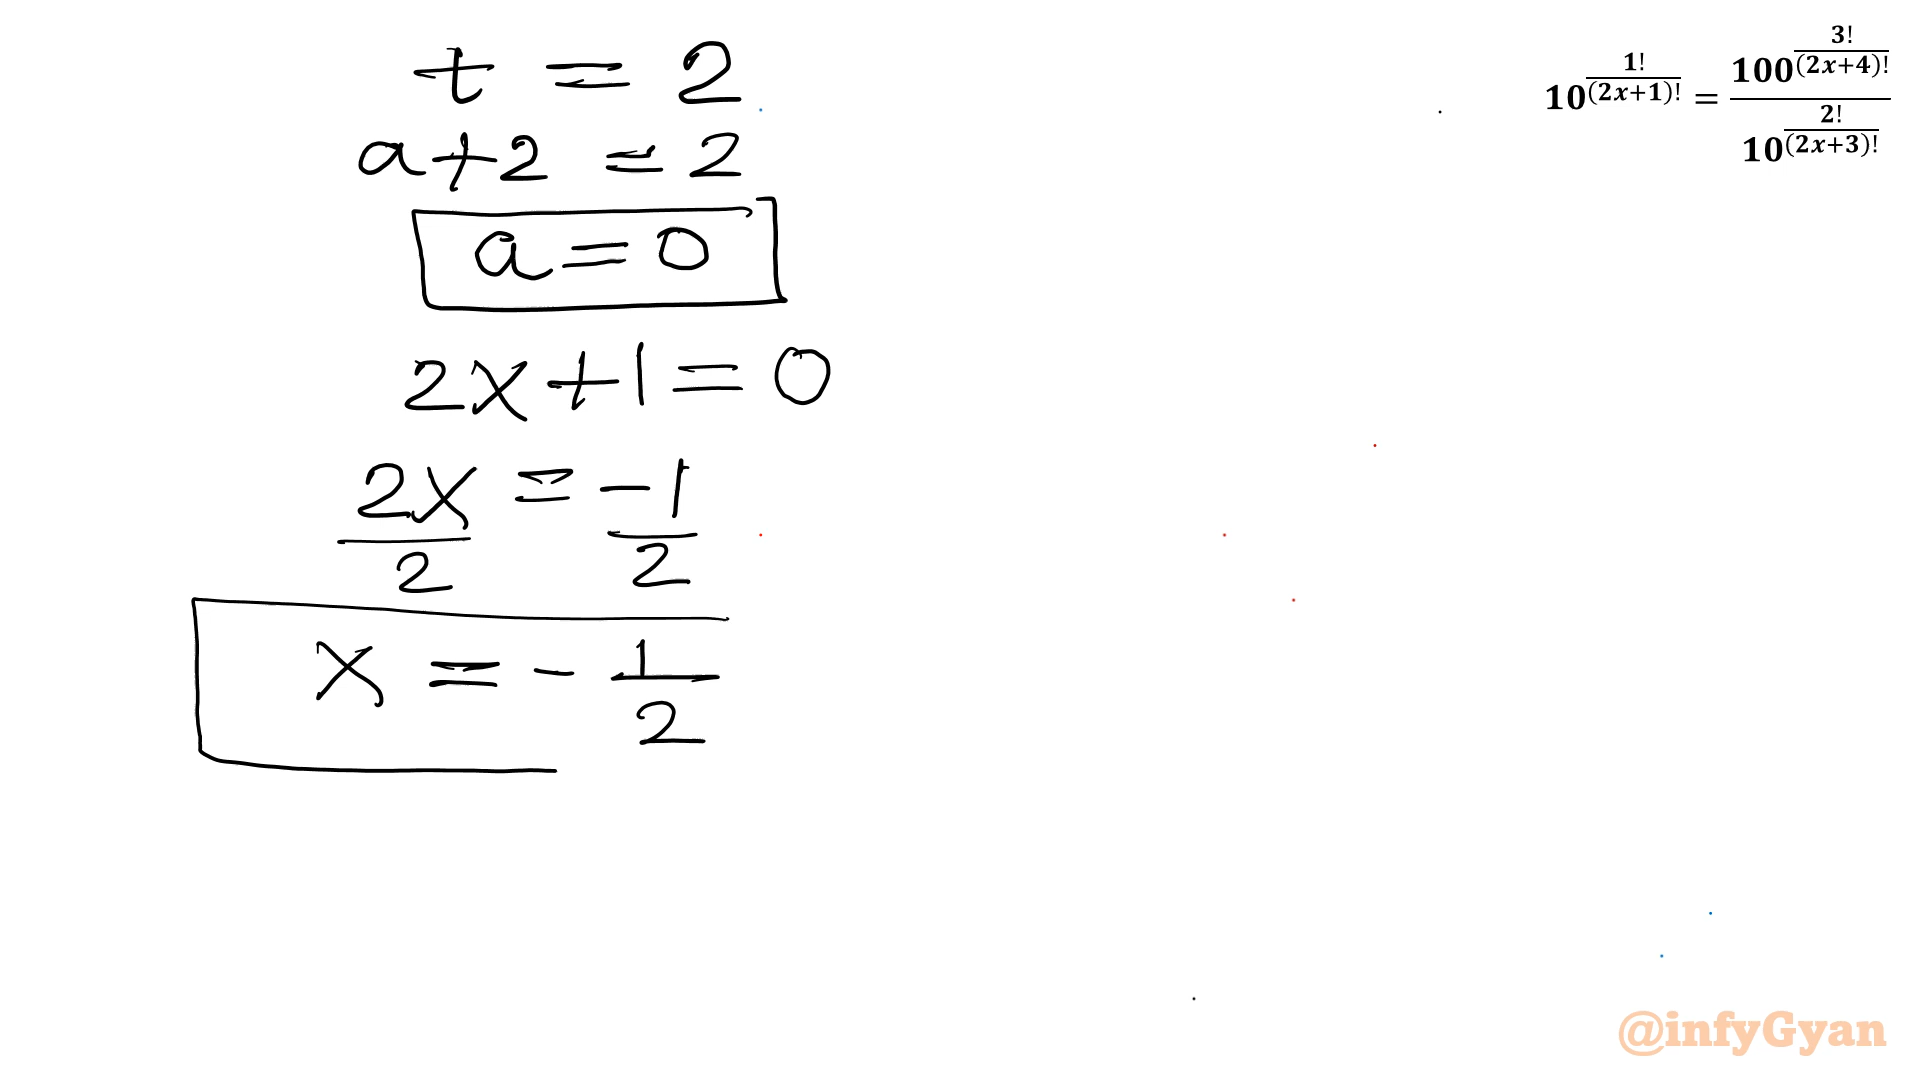 t = 2
a+2 = 2
a = 0
2x+1 = 0
2x/2 = -1/2
x = -1/2
10^(1!/(2x+1)!) = 100^(3!/(2x+4)!) / 10^(2!/(2x+3)!)
@infyGyan